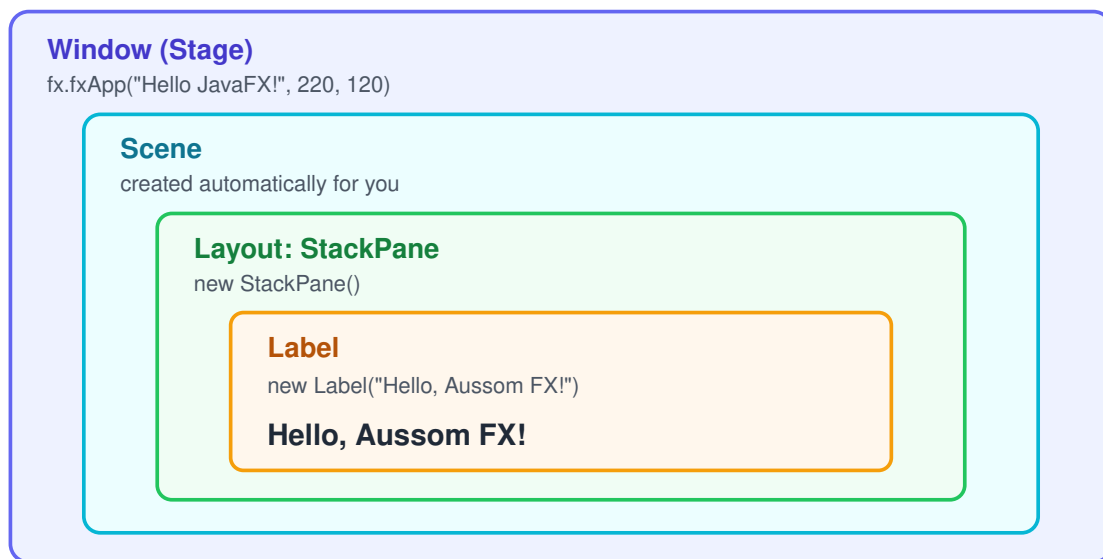 Window (Stage)
fx.fxApp("Hello JavaFX!", 220, 120)
Scene
created automatically for you
Layout: StackPane
new StackPane()
Label
new Label("Hello, Aussom FX!")
Hello, Aussom FX!